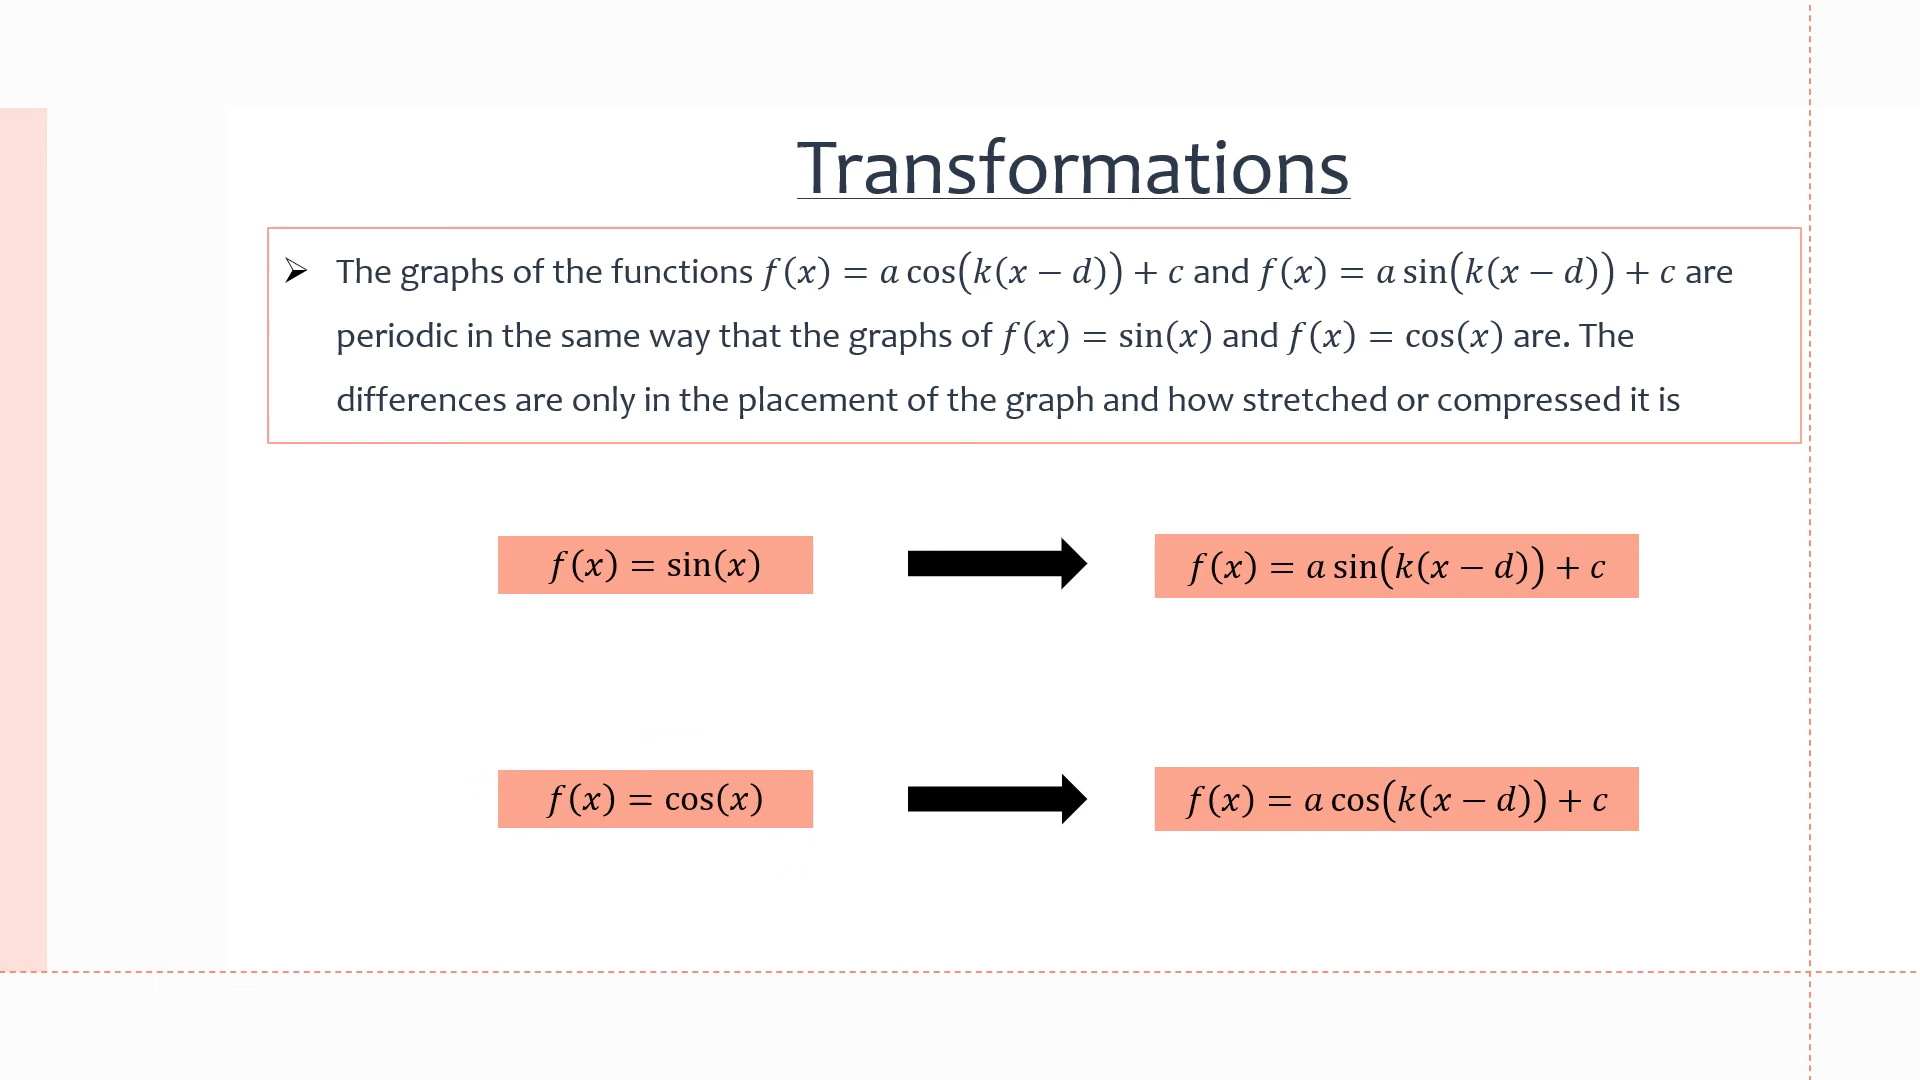 Transformations
➢ The graphs of the functions f(x) = a cos(k(x − d)) + c and f(x) = a sin(k(x − d)) + c are
periodic in the same way that the graphs of f(x) = sin(x) and f(x) = cos(x) are. The
differences are only in the placement of the graph and how stretched or compressed it is
f(x) = sin(x)
f(x) = a sin(k(x − d)) + c
f(x) = cos(x)
f(x) = a cos(k(x − d)) + c